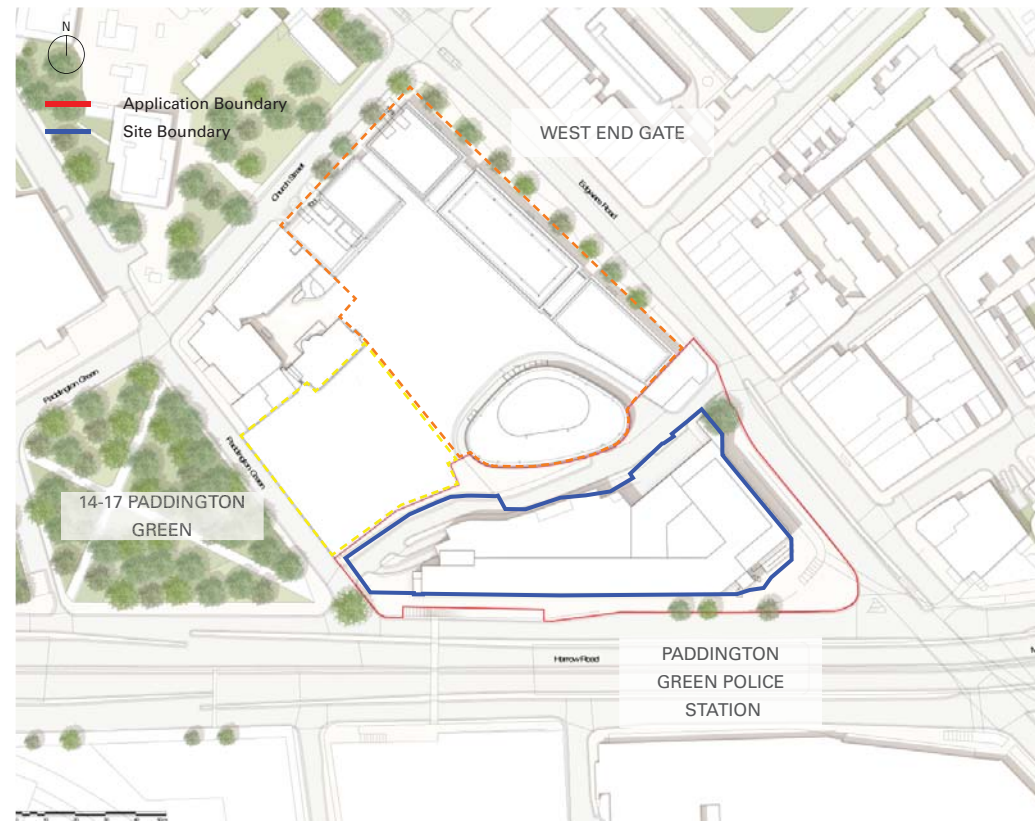 N
Application Boundary
Site Boundary
WEST END GATE
Church Street
Edgware Road
Paddington Green
Paddington Green
14-17 PADDINGTON
GREEN
Harrow Road
PADDINGTON
GREEN POLICE
STATION